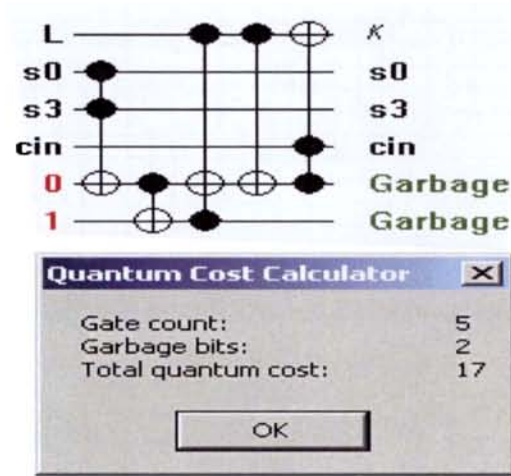 L K
s0 s0
s3 s3
cin cin
0 Garbage
1 Garbage
Quantum Cost Calculator
Gate count: 5
Garbage bits: 2
Total quantum cost: 17
OK